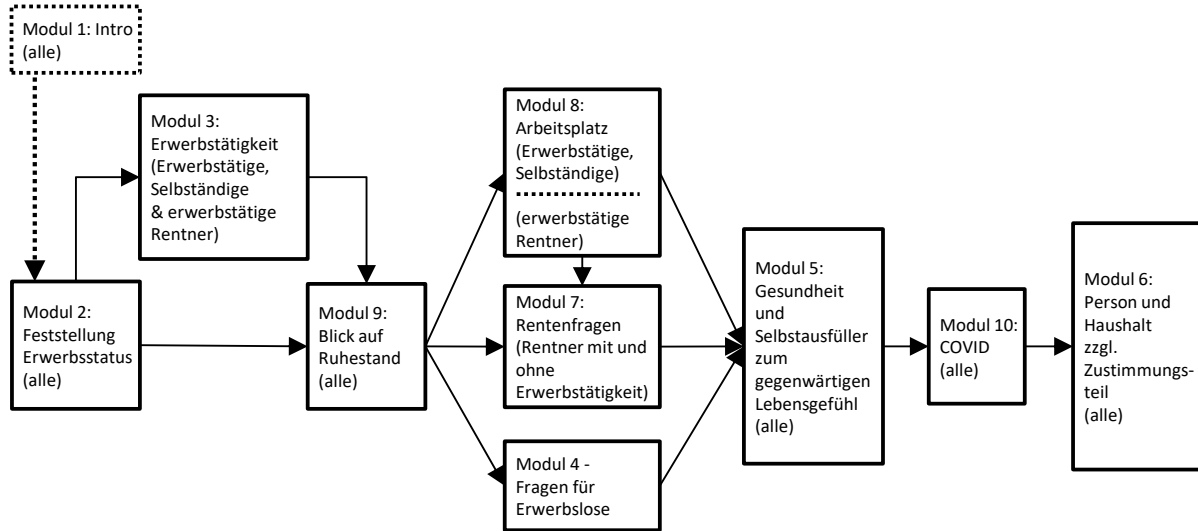 Modul 1: Intro
(alle)
Modul 3:
Erwerbstätigkeit
(Erwerbstätige,
Selbständige
& erwerbstätige
Rentner)
Modul 2:
Feststellung
Erwerbsstatus
(alle)
Modul 9:
Blick auf
Ruhestand
(alle)
Modul 8:
Arbeitsplatz
(Erwerbstätige,
Selbständige)
(erwerbstätige
Rentner)
Modul 7:
Rentenfragen
(Rentner mit und
ohne
Erwerbstätigkeit)
Modul 4 -
Fragen für
Erwerbslose
Modul 5:
Gesundheit
und
Selbstausfüller
zum
gegenwärtigen
Lebensgefühl
(alle)
Modul 10:
COVID
(alle)
Modul 6:
Person und
Haushalt
zzgl.
Zustimmungs-
teil
(alle)